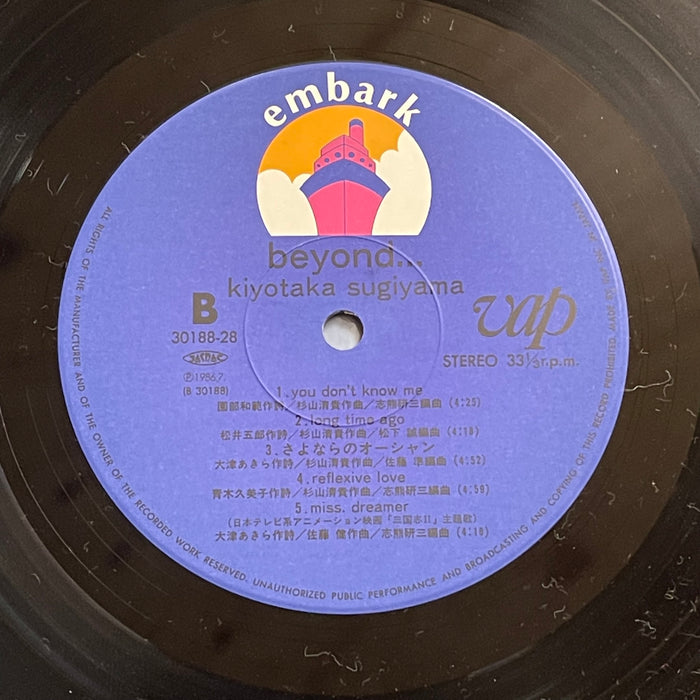 embark
beyond...
kiyotaka sugiyama
B
30188-28
JASRAC
Ⓟ1986.7.
(B 30188)
vap
STEREO 33⅓r.p.m.
1.you don't know me
園部和範作詩／杉山清貴作曲／志熊研三編曲 (4:25)
2.long time ago
松井五郎作詩／杉山清貴作曲／松下 誠編曲 (4:18)
3.さよならのオーシャン
大津あきら作詩／杉山清貴作曲／佐藤 準編曲 (4:52)
4.reflexive love
青木久美子作詩／杉山清貴作曲／志熊研三編曲 (4:59)
5.miss. dreamer
(日本テレビ系アニメーション映画「三国志II」主題歌)
大津あきら作詩／佐藤 健作曲／志熊研三編曲 (4:10)
ALL RIGHTS OF THE MANUFACTURER AND OF THE OWNER OF THE RECORDED WORK RESERVED. UNAUTHORIZED PUBLIC PERFORMANCE AND BROADCASTING AND COPYING OF THIS RECORD PROHIBITED.